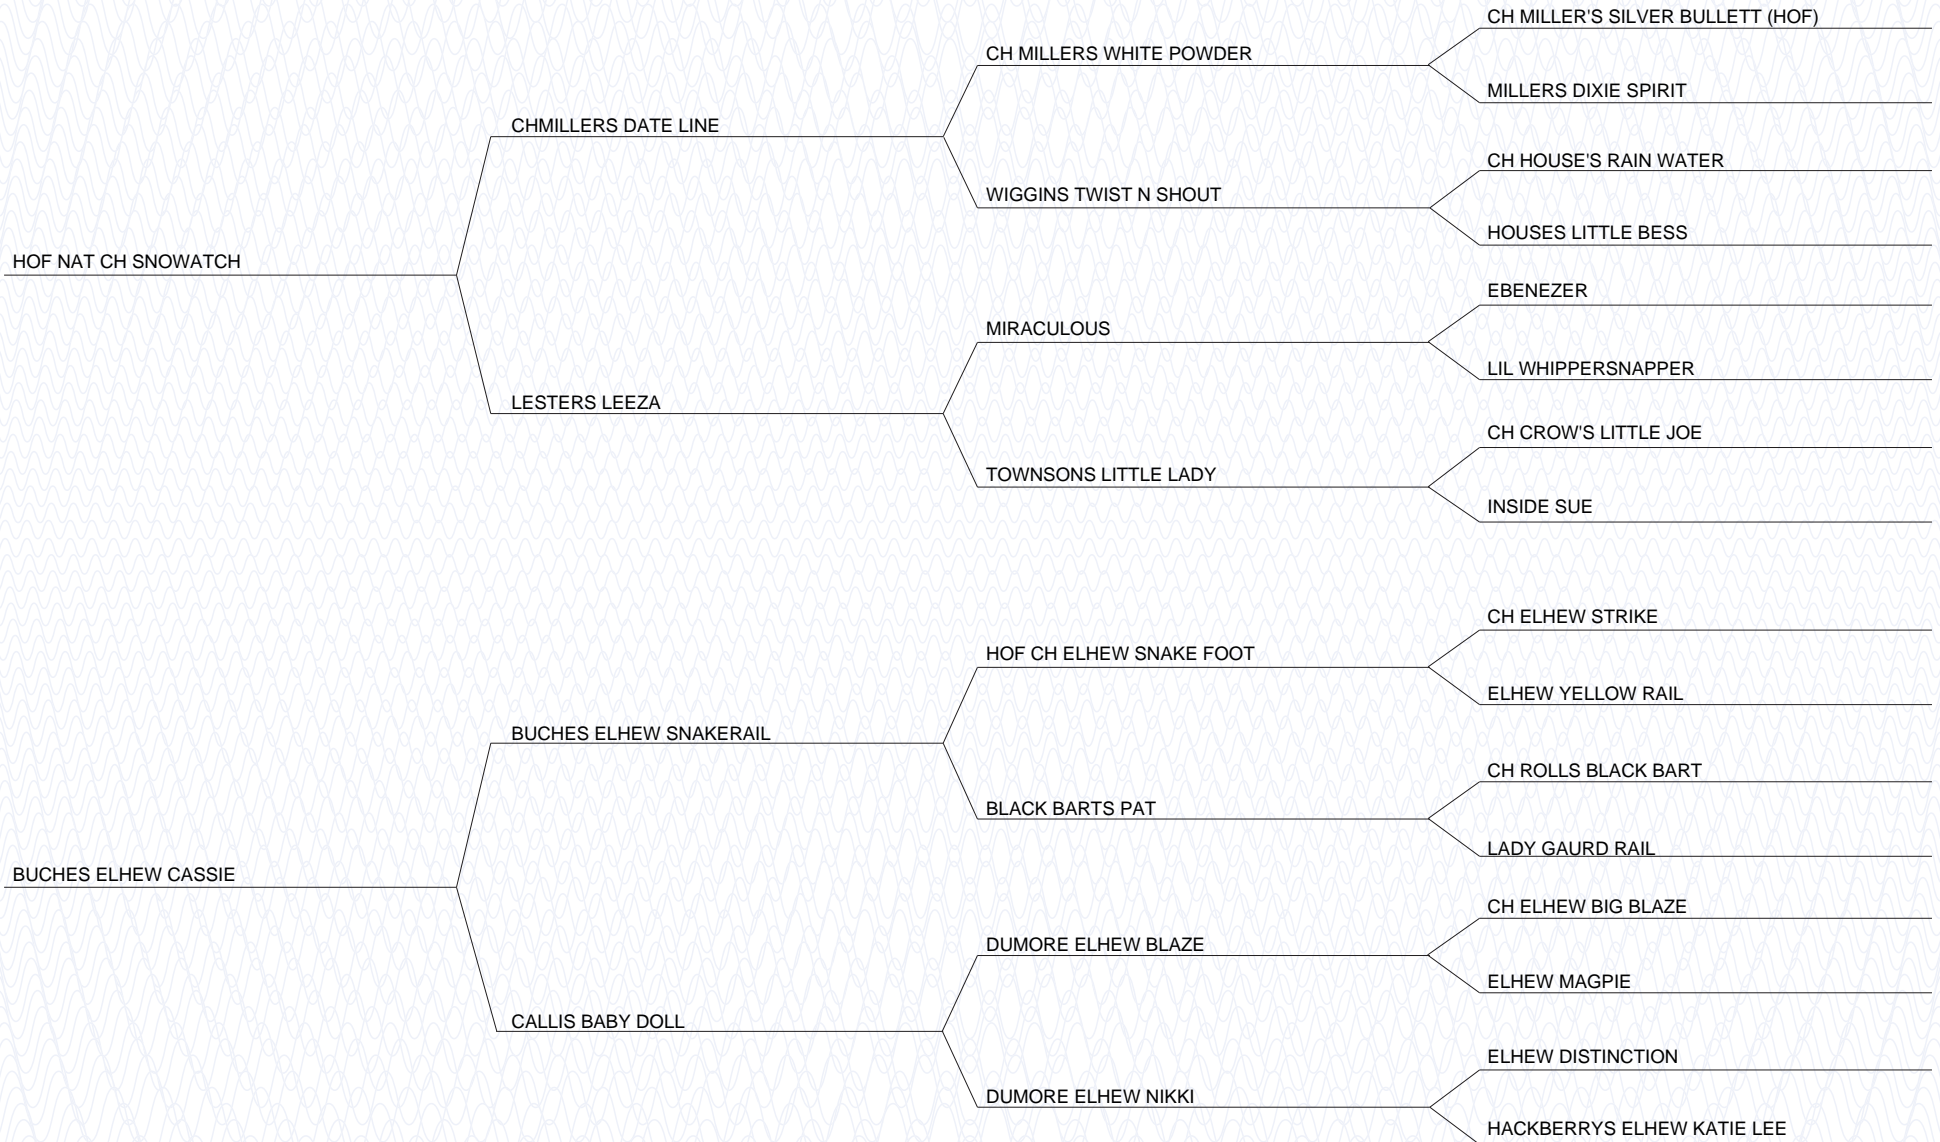 CH MILLER'S SILVER BULLETT (HOF)
CH MILLERS WHITE POWDER
MILLERS DIXIE SPIRIT
CHMILLERS DATE LINE
CH HOUSE'S RAIN WATER
WIGGINS TWIST N SHOUT
HOUSES LITTLE BESS
HOF NAT CH SNOWATCH
EBENEZER
MIRACULOUS
LIL WHIPPERSNAPPER
LESTERS LEEZA
CH CROW'S LITTLE JOE
TOWNSONS LITTLE LADY
INSIDE SUE
CH ELHEW STRIKE
HOF CH ELHEW SNAKE FOOT
ELHEW YELLOW RAIL
BUCHES ELHEW SNAKERAIL
CH ROLLS BLACK BART
BLACK BARTS PAT
LADY GAURD RAIL
BUCHES ELHEW CASSIE
CH ELHEW BIG BLAZE
DUMORE ELHEW BLAZE
ELHEW MAGPIE
CALLIS BABY DOLL
ELHEW DISTINCTION
DUMORE ELHEW NIKKI
HACKBERRYS ELHEW KATIE LEE